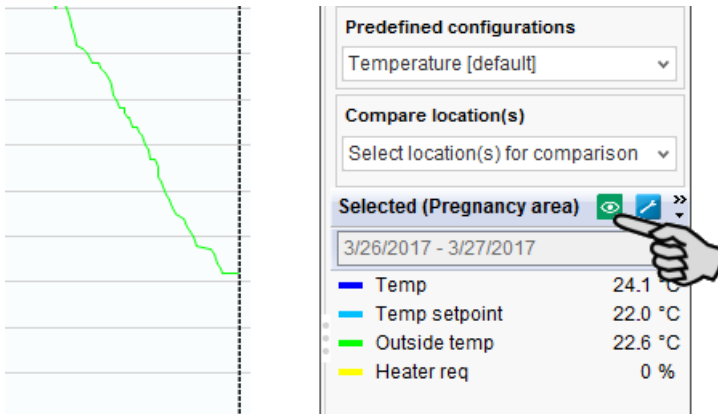 Predefined configurations
Temperature [default]
Compare location(s)
Select location(s) for comparison
Selected (Pregnancy area)
3/26/2017 - 3/27/2017
Temp 24.1 °C
Temp setpoint 22.0 °C
Outside temp 22.6 °C
Heater req 0 %